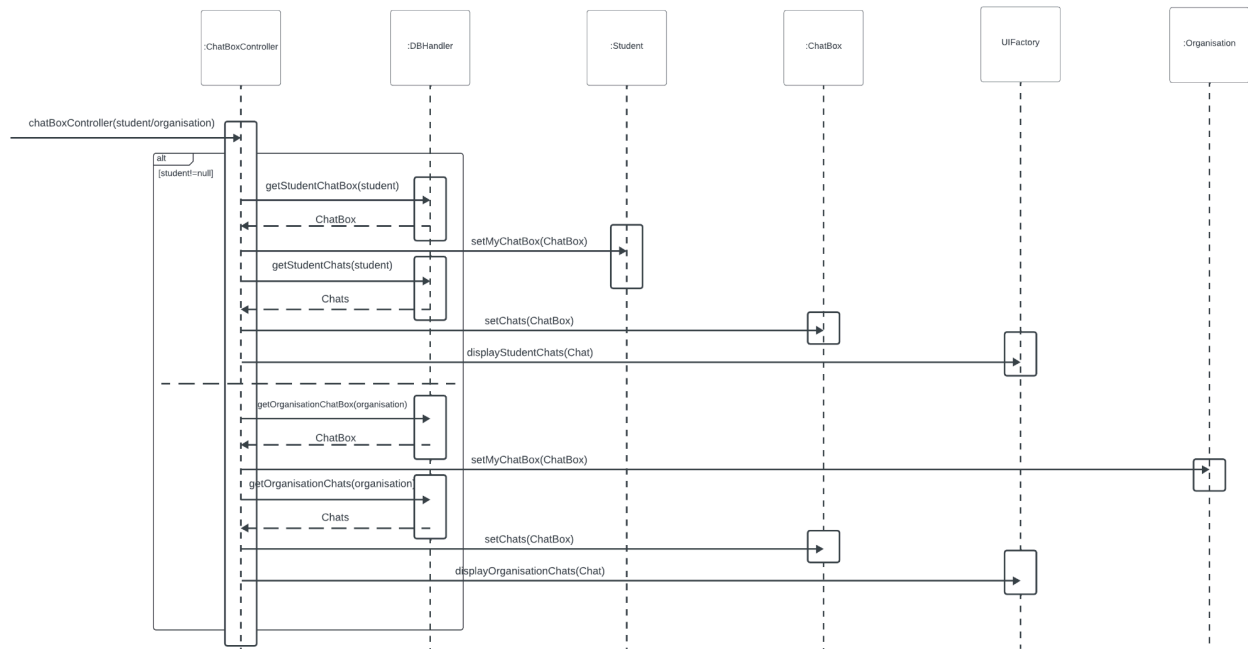 :ChatBoxController
:DBHandler
:Student
:ChatBox
UIFactory
:Organisation
chatBoxController(student/organisation)
alt
[student!=null]
getStudentChatBox(student)
ChatBox
setMyChatBox(ChatBox)
getStudentChats(student)
Chats
setChats(ChatBox)
displayStudentChats(Chat)
getOrganisationChatBox(organisation)
ChatBox
setMyChatBox(ChatBox)
getOrganisationChats(organisation)
Chats
setChats(ChatBox)
displayOrganisationChats(Chat)